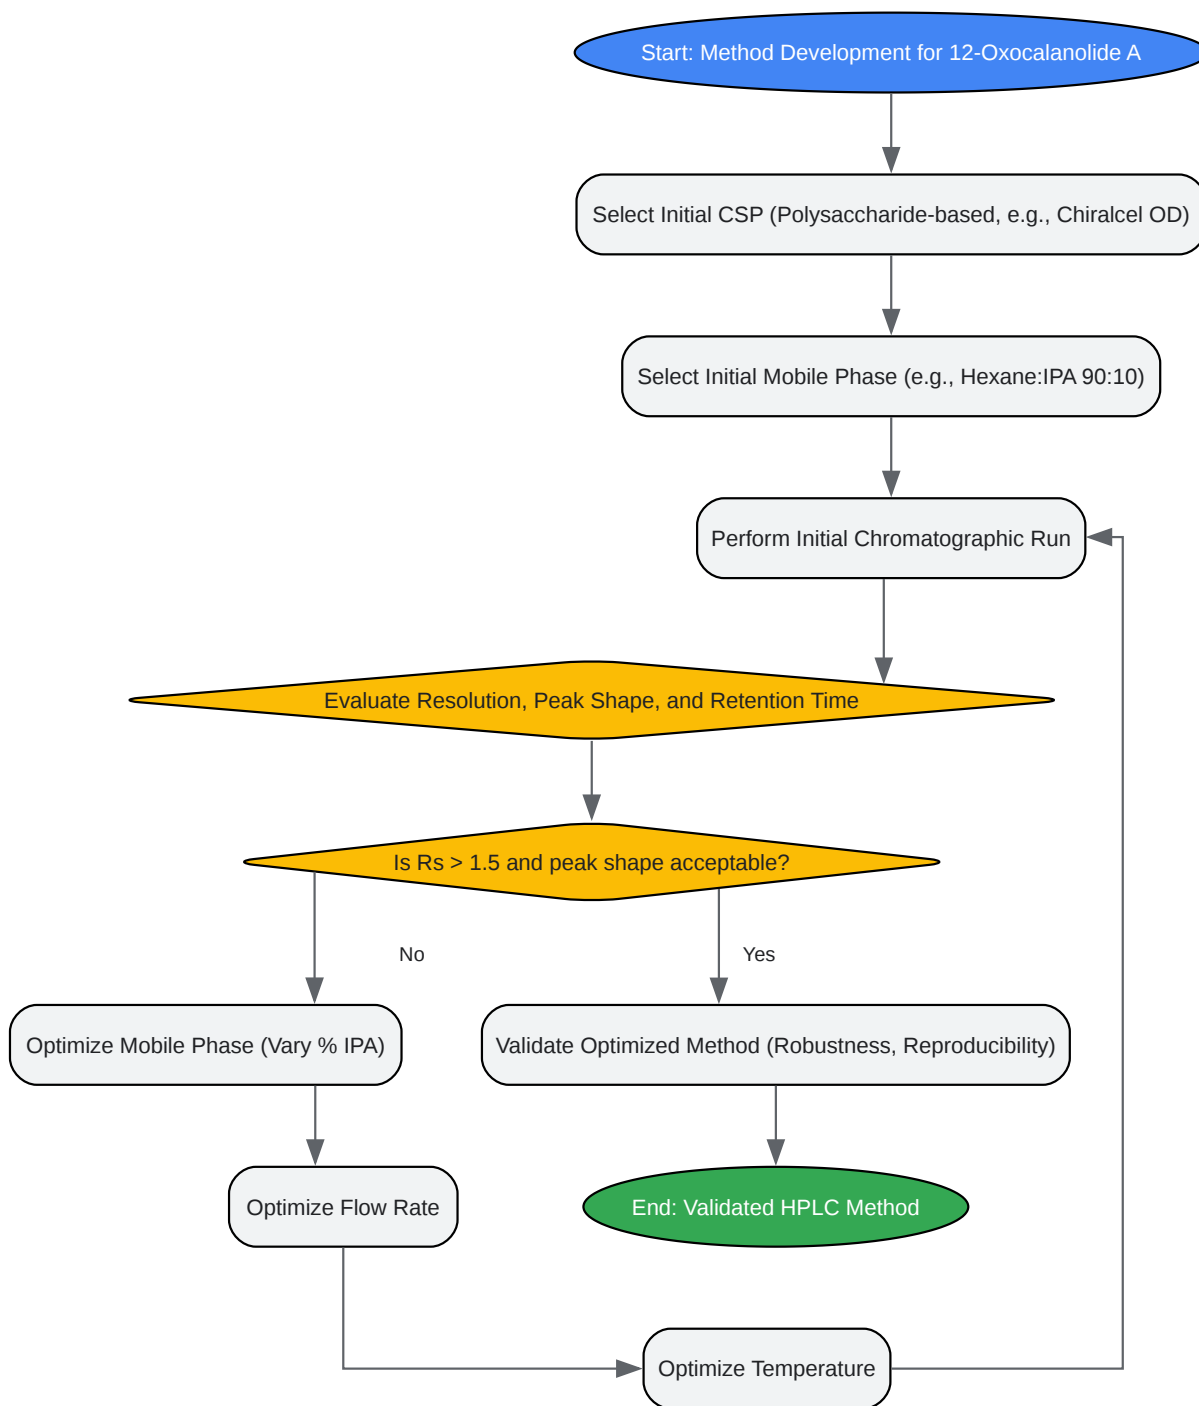 Start: Method Development for 12-Oxocalanolide A
Select Initial CSP (Polysaccharide-based, e.g., Chiralcel OD)
Select Initial Mobile Phase (e.g., Hexane:IPA 90:10)
Perform Initial Chromatographic Run
Evaluate Resolution, Peak Shape, and Retention Time
Is Rs > 1.5 and peak shape acceptable?
No
Yes
Optimize Mobile Phase (Vary % IPA)
Validate Optimized Method (Robustness, Reproducibility)
Optimize Flow Rate
End: Validated HPLC Method
Optimize Temperature